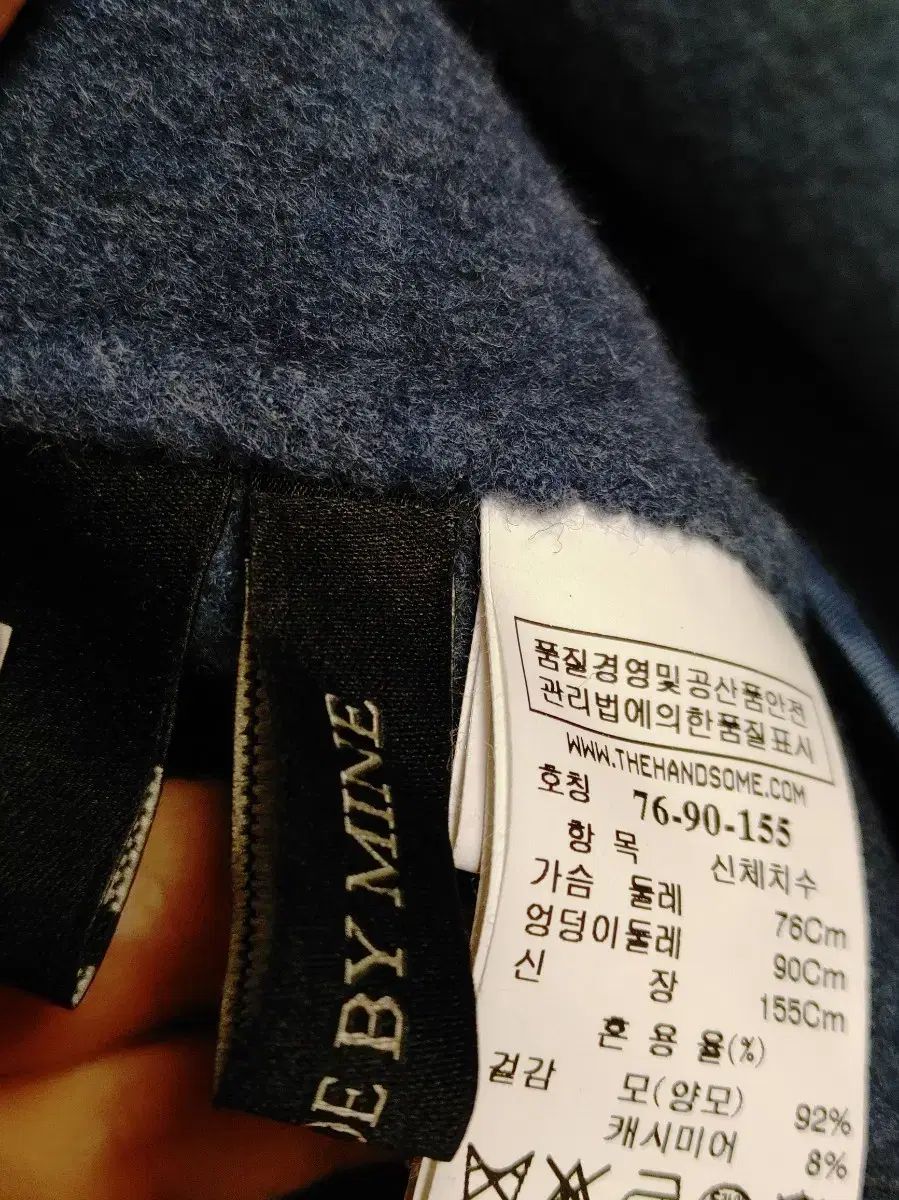 DE BY MINE
품질경영및공산품안전
관리법에의한품질표시
WWW.THEHANDSOME.COM
호칭 76-90-155
항 목 신체치수
가슴 둘레 76Cm
엉덩이둘레 90Cm
신 장 155Cm
혼 용 율(%)
겉감 모(양모) 92%
캐시미어 8%